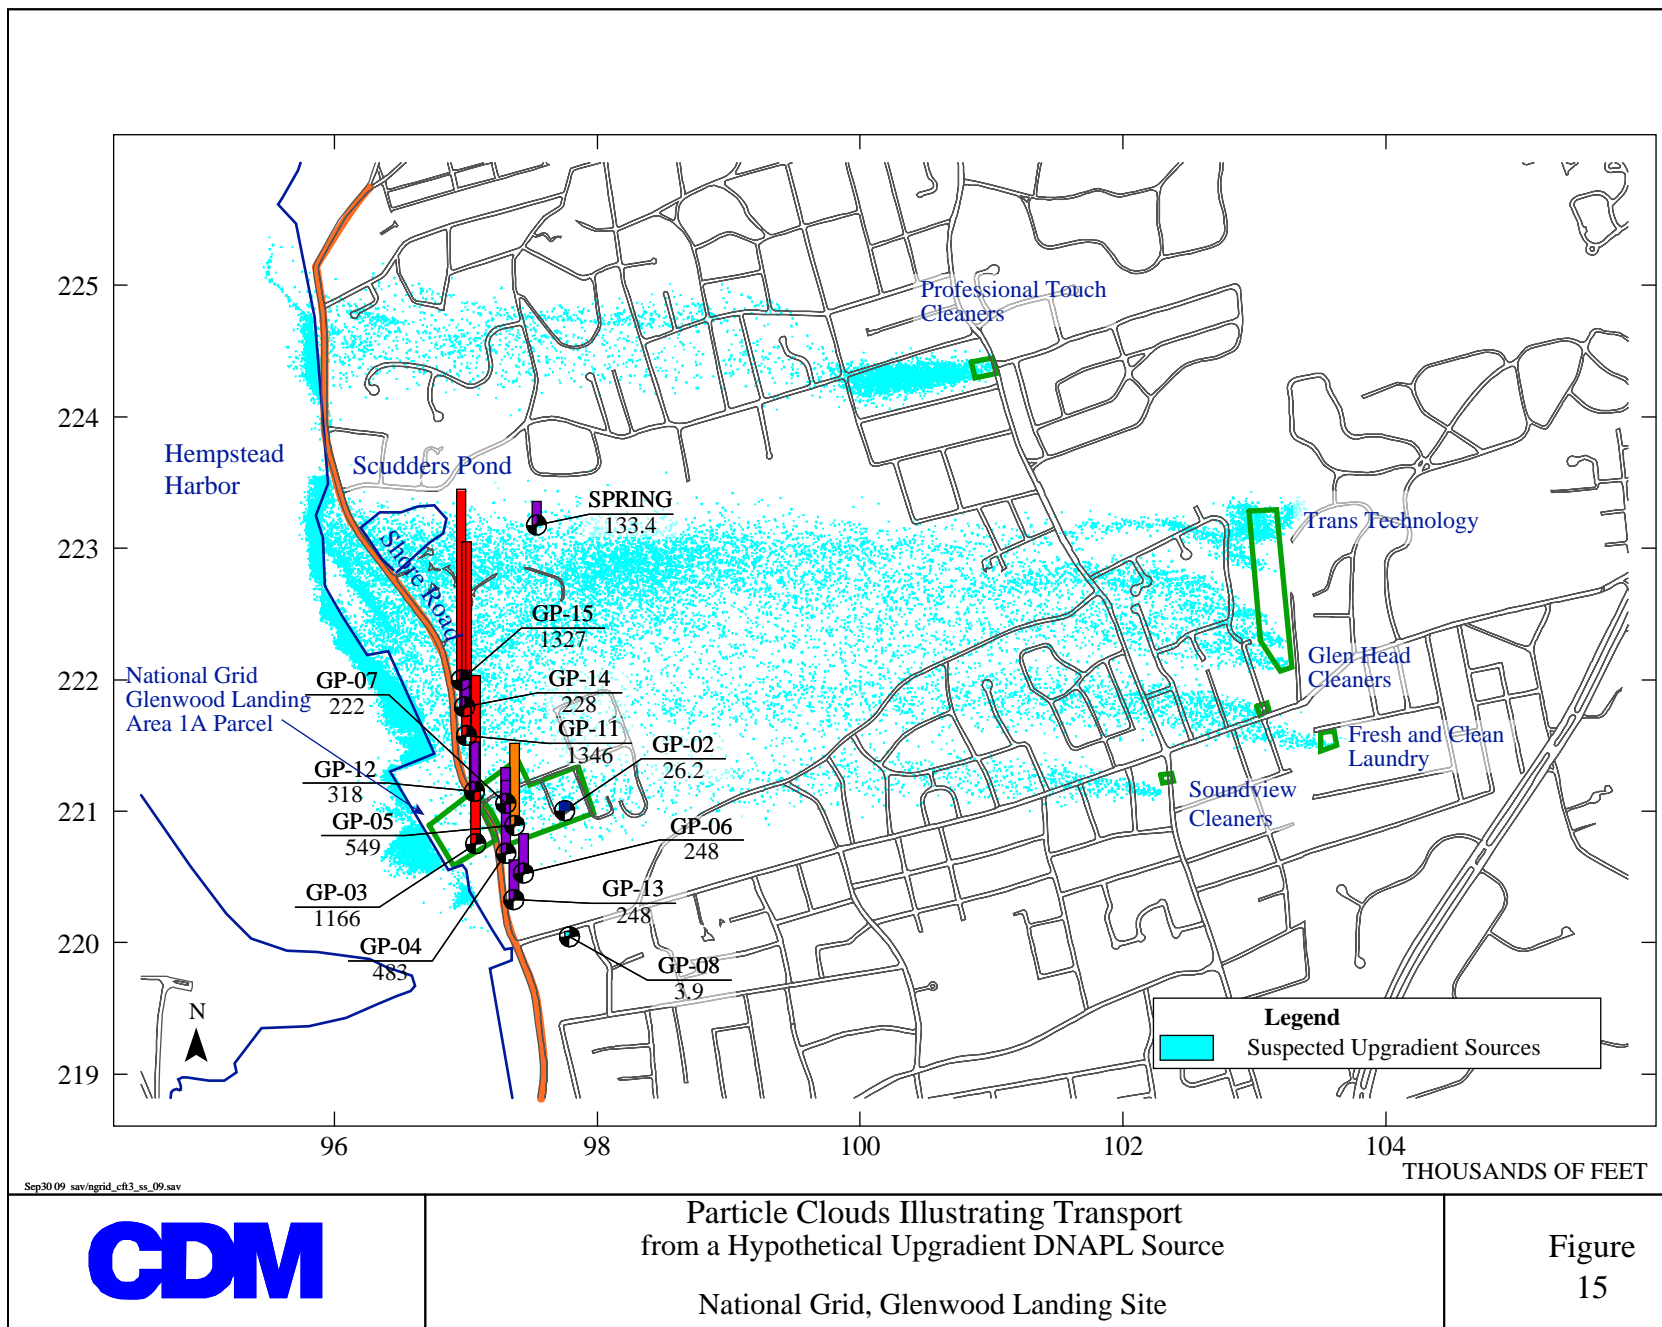 225
224
223
222
221
220
219
96
98
100
102
104
THOUSANDS OF FEET
Professional Touch
Cleaners
Hempstead
Harbor
Scudders Pond
SPRING
133.4
Trans Technology
Shore Road
GP-15
1327
Glen Head
Cleaners
National Grid
Glenwood Landing
Area 1A Parcel
GP-07
222
GP-14
228
GP-11
1346
GP-02
26.2
Fresh and Clean
Laundry
GP-12
318
Soundview
Cleaners
GP-05
549
GP-06
248
GP-03
1166
GP-13
248
GP-04
483
GP-08
3.9
N
Legend
Suspected Upgradient Sources
Sep30 09 sav/ngrid_cft3_ss_09.sav
CDM
Particle Clouds Illustrating Transport
from a Hypothetical Upgradient DNAPL Source
National Grid, Glenwood Landing Site
Figure
15